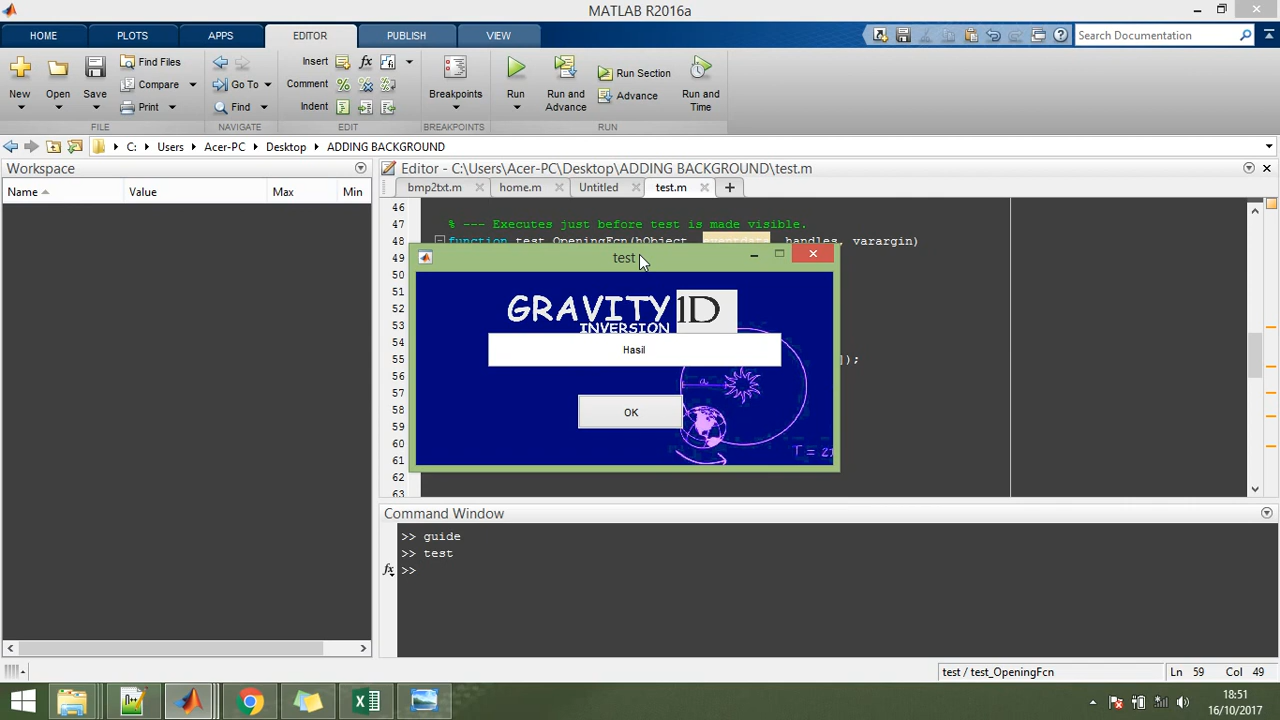 MATLAB R2016a
HOME PLOTS APPS EDITOR PUBLISH VIEW
Search Documentation
New Open Save Find Files Compare Print
Go To Find
Insert Comment Indent
Breakpoints
Run Run and Advance Run Section Advance Run and Time
FILE NAVIGATE EDIT BREAKPOINTS RUN
C: Users Acer-PC Desktop ADDING BACKGROUND
Workspace
Name Value Max Min
Editor - C:\Users\Acer-PC\Desktop\ADDING BACKGROUND\test.m
bmp2txt.m home.m Untitled test.m
46
47 % --- Executes just before test is made visible.
48 function test_OpeningFcn(hObject, eventdata, handles, varargin)
49
50
51
52
53
54
55 ]);
56
57
58
59
60
61
62
63
test
GRAVITY 1D
INVERSION
Hasil
a
OK
Command Window
>> guide
>> test
fx >>
test / test_OpeningFcn Ln 59 Col 49
18:51
16/10/2017